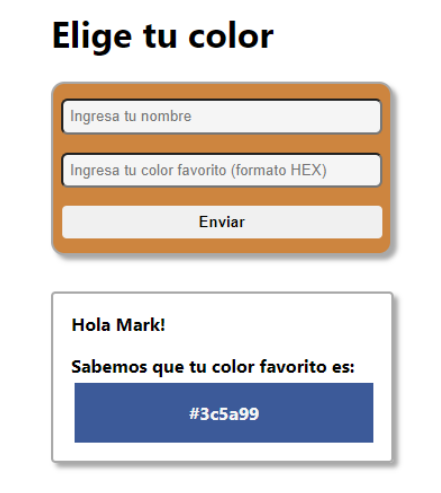 Elige tu color
Ingresa tu nombre
Ingresa tu color favorito (formato HEX)
Enviar
Hola Mark!
Sabemos que tu color favorito es:
#3c5a99